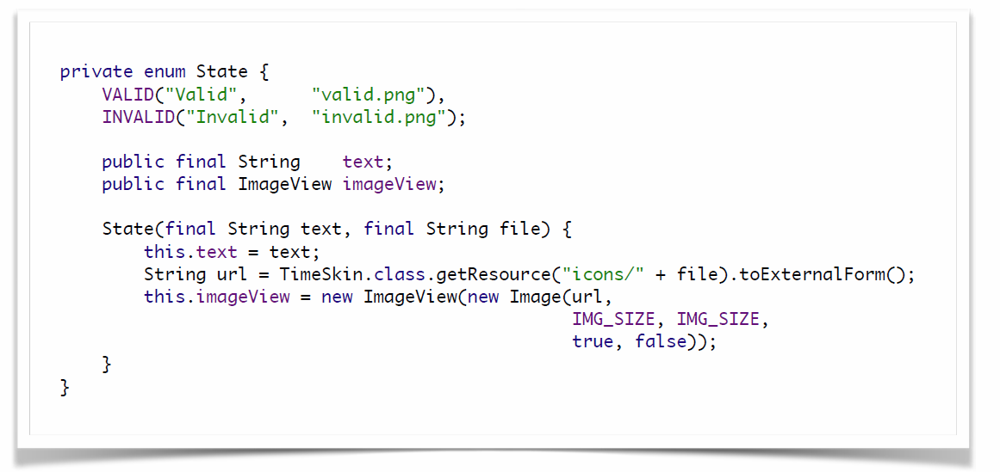 private enum State {
    VALID("Valid",      "valid.png"),
    INVALID("Invalid",  "invalid.png");
    public final String    text;
    public final ImageView imageView;
    State(final String text, final String file) {
        this.text = text;
        String url = TimeSkin.class.getResource("icons/" + file).toExternalForm();
        this.imageView = new ImageView(new Image(url,
                                                 IMG_SIZE, IMG_SIZE,
                                                 true, false));
    }
}